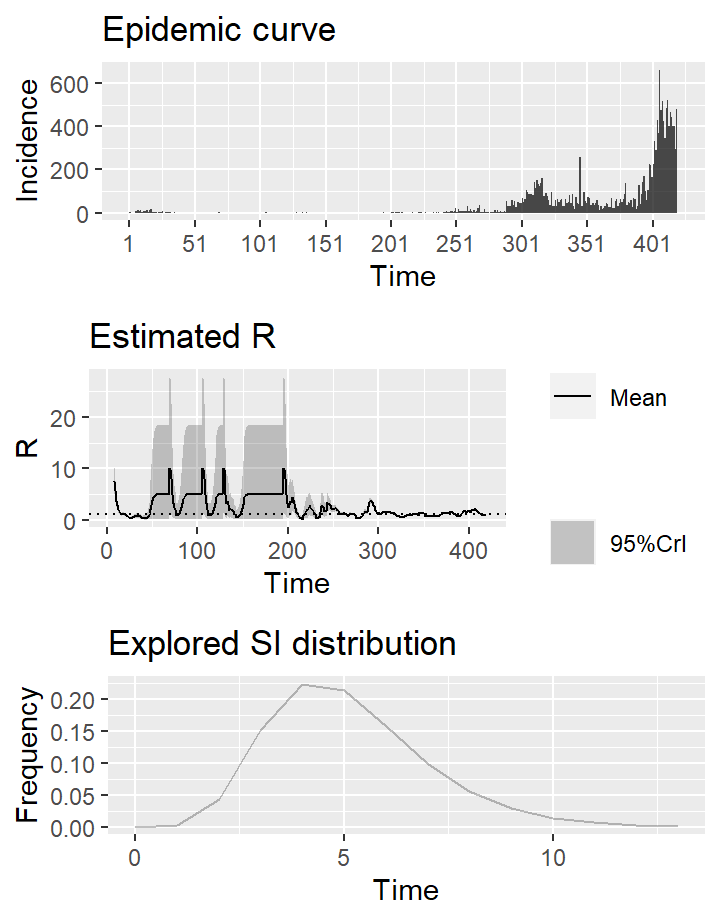 Epidemic curve
Incidence
600
400
200
0
1 51 101 151 201 251 301 351 401
Time
Estimated R
R
20
10
0
0 100 200 300 400
Time
Mean
95%CrI
Explored SI distribution
Frequency
0.20
0.15
0.10
0.05
0.00
0 5 10
Time